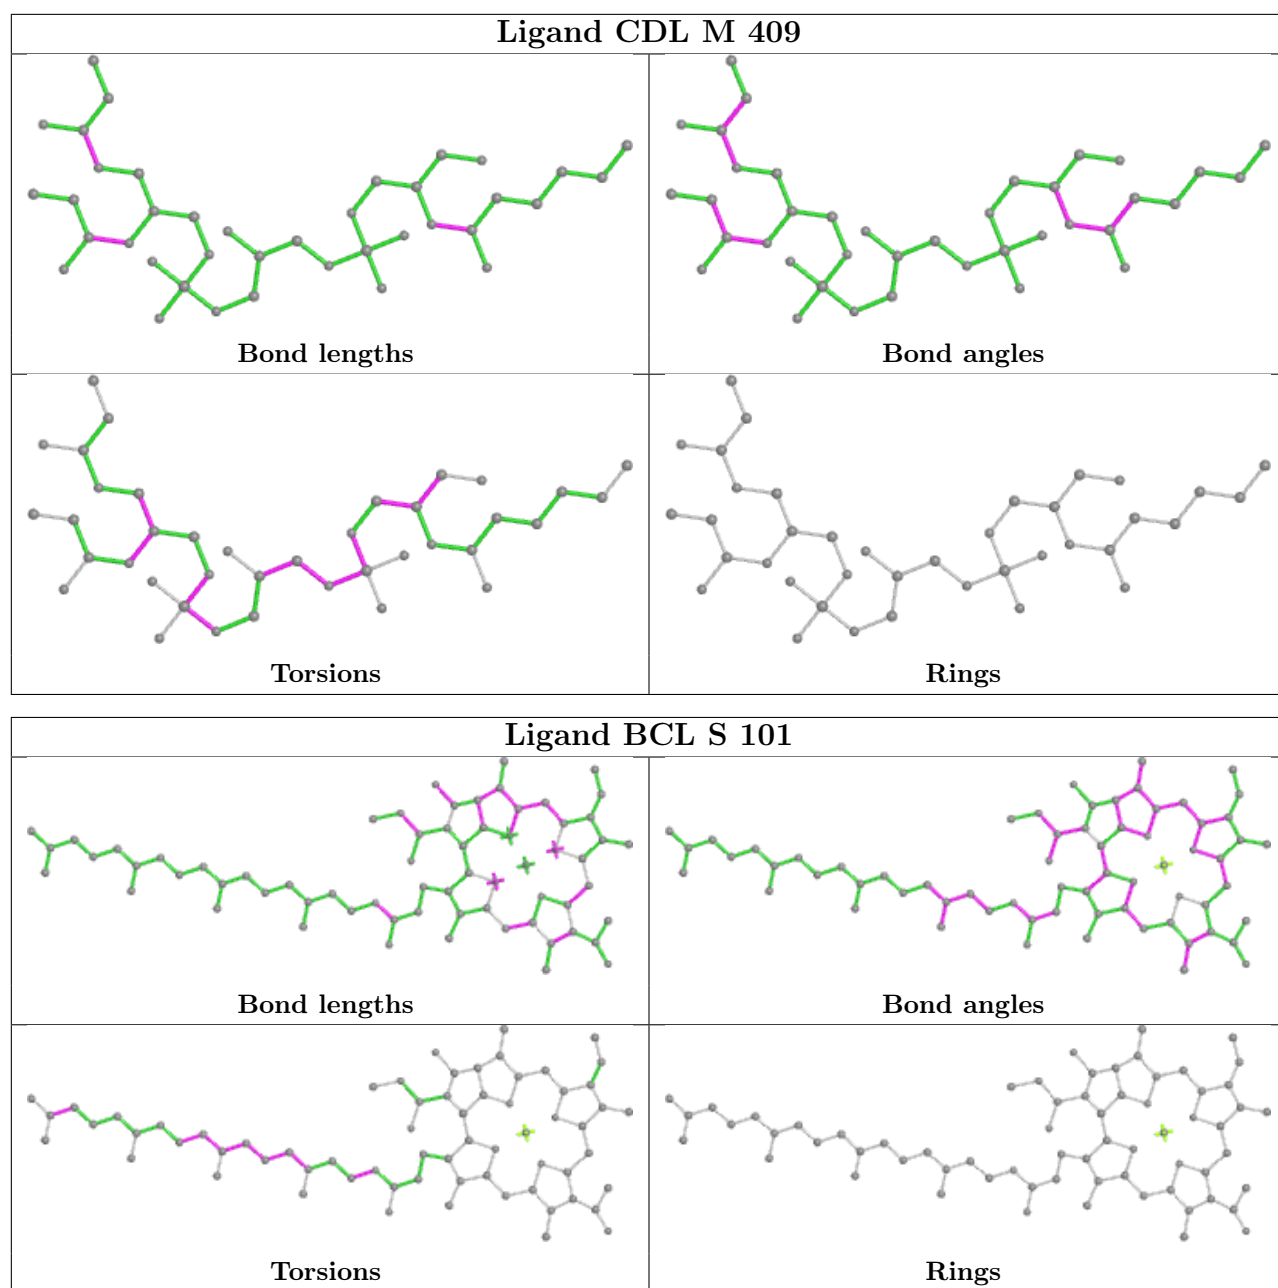 Ligand CDL M 409
Bond lengths
Bond angles
Torsions
Rings
Ligand BCL S 101
Bond lengths
Bond angles
Torsions
Rings